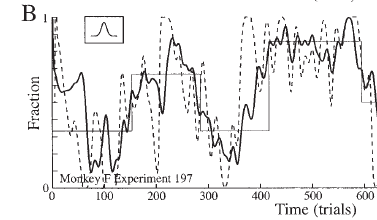 B
1
Fraction
0
Monkey F Experiment 197
0 100 200 300 400 500 600
Time (trials)